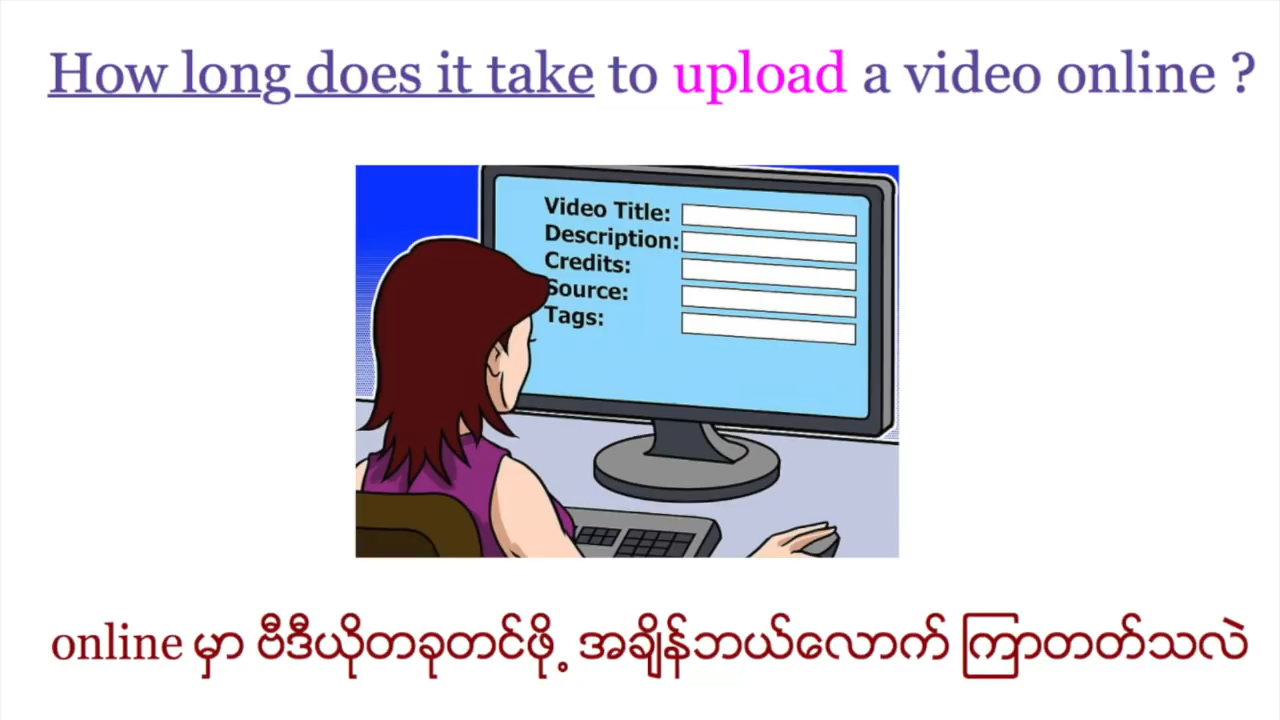 How long does it take to upload a video online ?
Video Title:
Description:
Credits:
Source:
Tags:
online မှာ ဗီဒီယိုတခုတင်ဖို့ အချိန်ဘယ်လောက် ကြာတတ်သလဲ